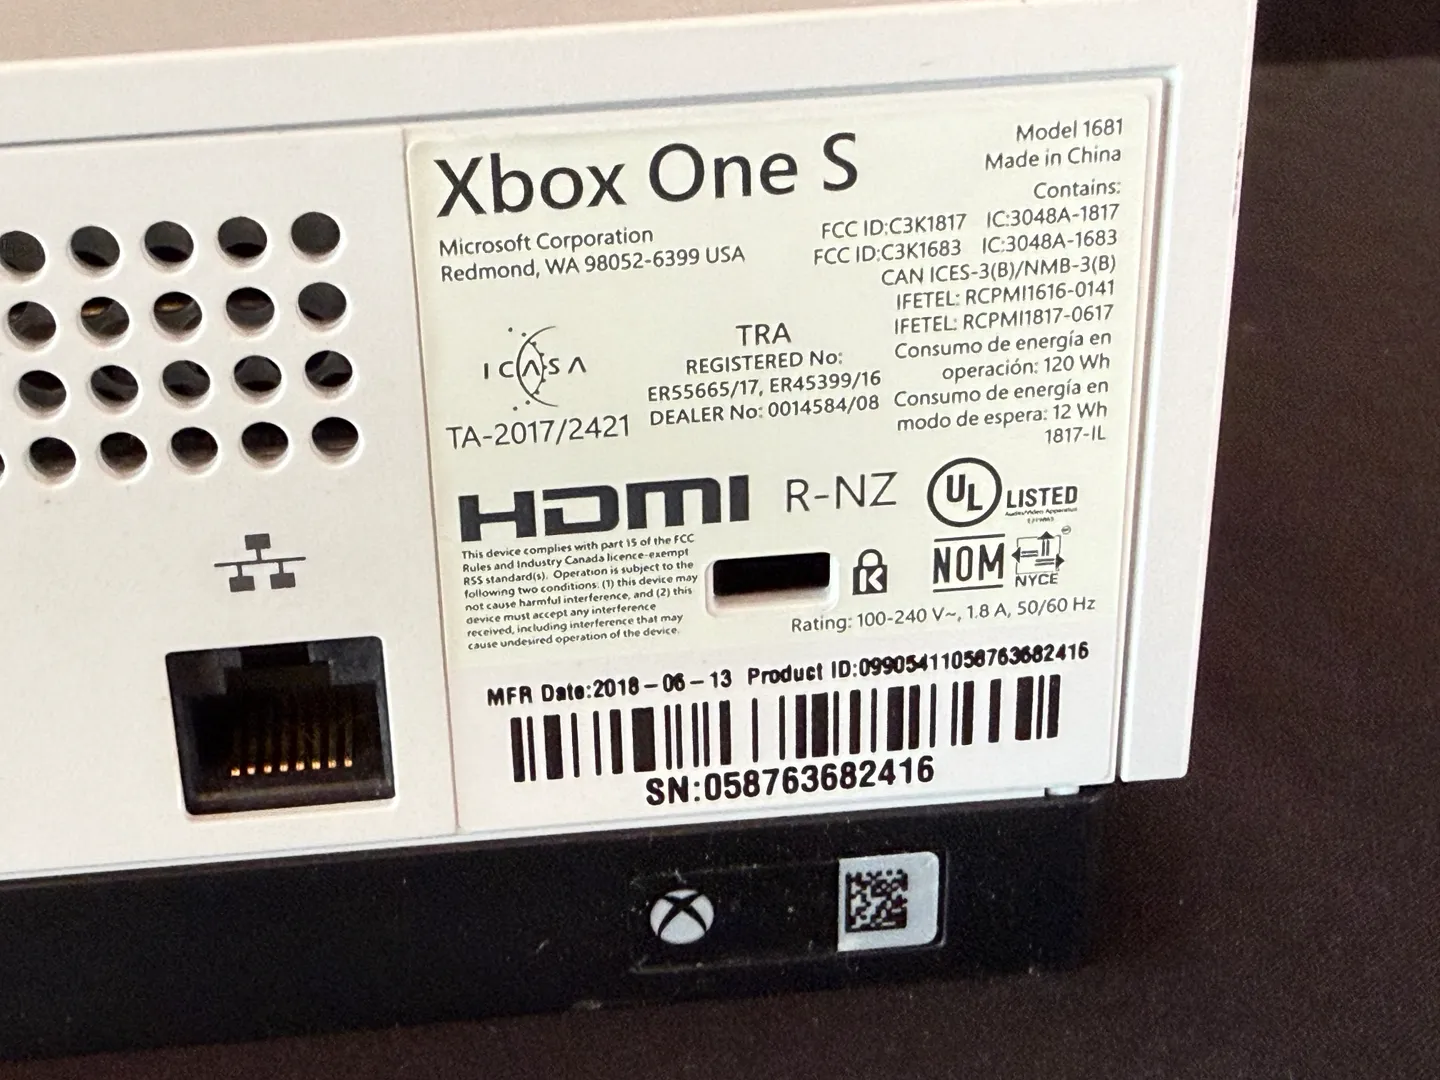 Xbox One S
Microsoft Corporation
Redmond, WA 98052-6399 USA
Model 1681
Made in China
Contains:
FCC ID:C3K1817 IC:3048A-1817
FCC ID:C3K1683 IC:3048A-1683
CAN ICES-3(B)/NMB-3(B)
IFETEL: RCPMI1616-0141
IFETEL: RCPMI1817-0617
Consumo de energía en
operación: 120 Wh
Consumo de energía en
modo de espera: 12 Wh
1817-IL
ICASA
TA-2017/2421
TRA
REGISTERED No:
ER55665/17, ER45399/16
DEALER No: 0014584/08
HDMI
R-NZ
UL LISTED
Audio/Video Apparatus
NOM
NYCE
This device complies with part 15 of the FCC
Rules and Industry Canada licence-exempt
RSS standard(s). Operation is subject to the
following two conditions: (1) this device may
not cause harmful interference, and (2) this
device must accept any interference
received, including interference that may
cause undesired operation of the device.
K
Rating: 100-240 V~, 1.8 A, 50/60 Hz
MFR Date:2018-06-13 Product ID:09905411058763682416
SN:058763682416